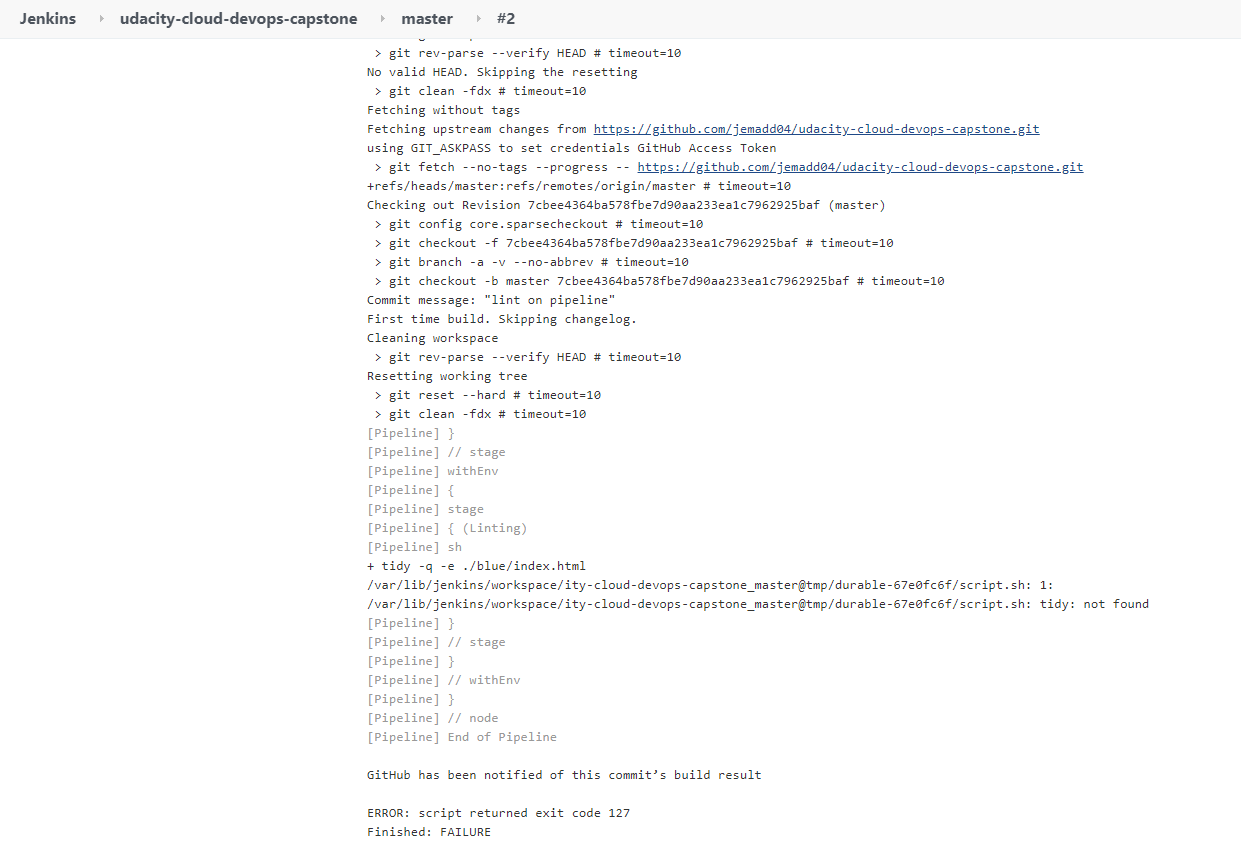 Jenkins udacity-cloud-devops-capstone master #2
> git rev-parse --verify HEAD # timeout=10
No valid HEAD. Skipping the resetting
> git clean -fdx # timeout=10
Fetching without tags
Fetching upstream changes from https://github.com/jemadd04/udacity-cloud-devops-capstone.git
using GIT_ASKPASS to set credentials GitHub Access Token
> git fetch --no-tags --progress -- https://github.com/jemadd04/udacity-cloud-devops-capstone.git
+refs/heads/master:refs/remotes/origin/master # timeout=10
Checking out Revision 7cbee4364ba578fbe7d90aa233ea1c7962925baf (master)
> git config core.sparsecheckout # timeout=10
> git checkout -f 7cbee4364ba578fbe7d90aa233ea1c7962925baf # timeout=10
> git branch -a -v --no-abbrev # timeout=10
> git checkout -b master 7cbee4364ba578fbe7d90aa233ea1c7962925baf # timeout=10
Commit message: "lint on pipeline"
First time build. Skipping changelog.
Cleaning workspace
> git rev-parse --verify HEAD # timeout=10
Resetting working tree
> git reset --hard # timeout=10
> git clean -fdx # timeout=10
[Pipeline] }
[Pipeline] // stage
[Pipeline] withEnv
[Pipeline] {
[Pipeline] stage
[Pipeline] { (Linting)
[Pipeline] sh
+ tidy -q -e ./blue/index.html
/var/lib/jenkins/workspace/ity-cloud-devops-capstone_master@tmp/durable-67e0fc6f/script.sh: 1:
/var/lib/jenkins/workspace/ity-cloud-devops-capstone_master@tmp/durable-67e0fc6f/script.sh: tidy: not found
[Pipeline] }
[Pipeline] // stage
[Pipeline] }
[Pipeline] // withEnv
[Pipeline] }
[Pipeline] // node
[Pipeline] End of Pipeline
GitHub has been notified of this commit’s build result
ERROR: script returned exit code 127
Finished: FAILURE